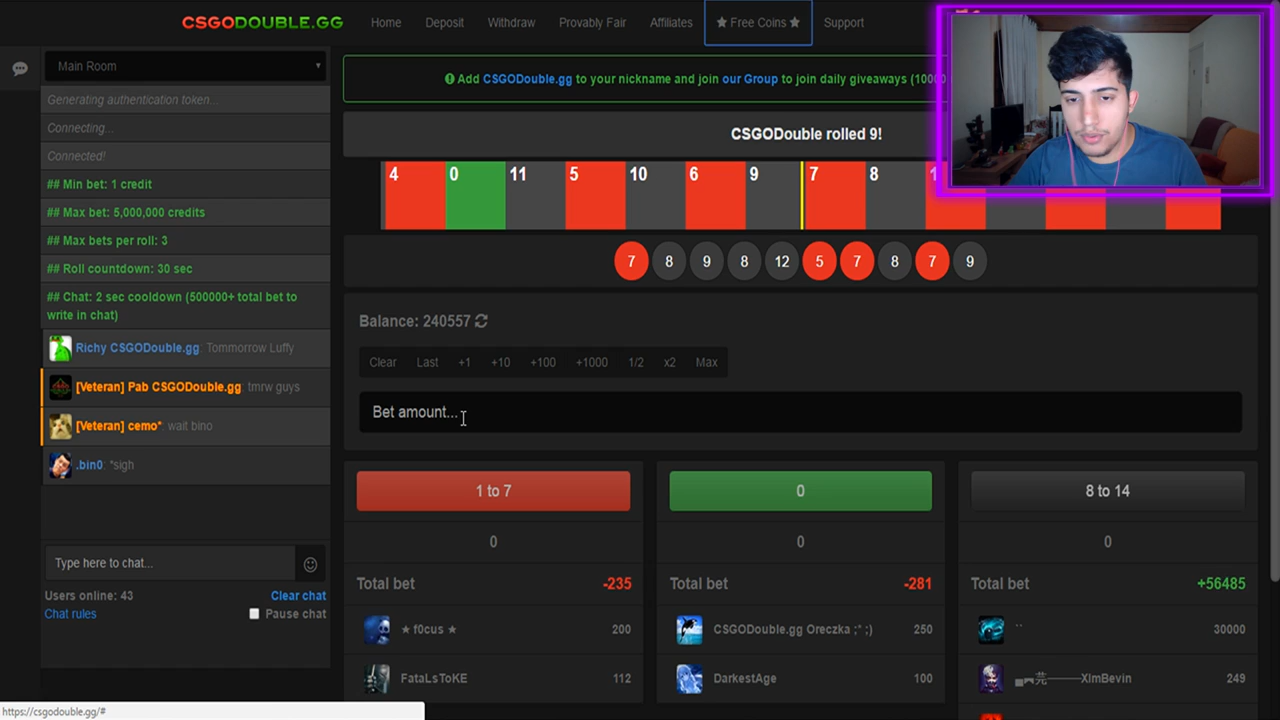 CSGODOUBLE.GG
Home Deposit Withdraw Provably Fair Affiliates ★ Free Coins ★ Support
Main Room
Generating authentication token...
Connecting...
Connected!
## Min bet: 1 credit
## Max bet: 5,000,000 credits
## Max bets per roll: 3
## Roll countdown: 30 sec
## Chat: 2 sec cooldown (500000+ total bet to
write in chat)
Richy CSGODouble.gg: Tommorrow Luffy
[Veteran] Pab CSGODouble.gg: tmrw guys
[Veteran] cemo*: wait bino
.bin0: *sigh
Type here to chat...
Users online: 43 Clear chat
Chat rules Pause chat
Add CSGODouble.gg to your nickname and join our Group to join daily giveaways (10000
CSGODouble rolled 9!
4 0 11 5 10 6 9 7 8
7 8 9 8 12 5 7 8 7 9
Balance: 240557
Clear Last +1 +10 +100 +1000 1/2 x2 Max
Bet amount...
1 to 7 0 8 to 14
0 0 0
Total bet -235 Total bet -281 Total bet +56485
★ f0cus ★ 200 CSGODouble.gg Oreczka ;* ;) 250 30000
FataLsToKE 112 DarkestAge 100 XlmBevin 249
https://csgodouble.gg/#